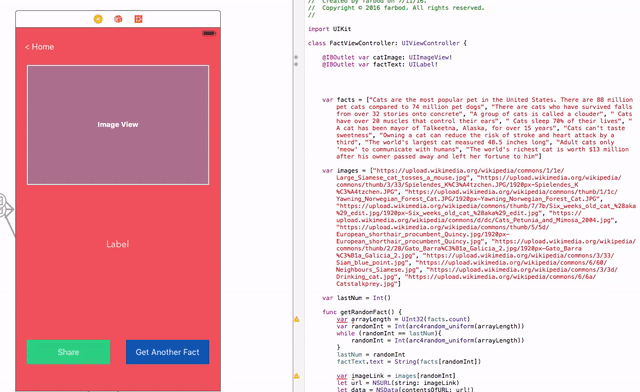 < Home
Image View
Label
Share
Get Another Fact
// Created by farbod on 7/11/16.
// Copyright © 2016 farbod. All rights reserved.
//
import UIKit
class FactViewController: UIViewController {
@IBOutlet var catImage: UIImageView!
@IBOutlet var factText: UILabel!
var facts = ["Cats are the most popular pet in the United States. There are 88 million
pet cats compared to 74 million pet dogs", "There are cats who have survived falls
from over 32 stories onto concrete", "A group of cats is called a clouder", " Cats
have over 20 muscles that control their ears", " Cats sleep 70% of their lives", "
A cat has been mayor of Talkeetna, Alaska, for over 15 years", "Cats can't taste
sweetness", "Owning a cat can reduce the risk of stroke and heart attack by a
third", "The world's largest cat measured 48.5 inches long", "Adult cats only
'meow' to communicate with humans", "The world's richest cat is worth $13 million
after his owner passed away and left her fortune to him"]
var images = ["https://upload.wikimedia.org/wikipedia/commons/1/1e/
Large_Siamese_cat_tosses_a_mouse.jpg", "https://upload.wikimedia.org/wikipedia/
commons/thumb/3/33/Spielendes_K%C3%A4tzchen.JPG/1920px-Spielendes_K
%C3%A4tzchen.JPG", "https://upload.wikimedia.org/wikipedia/commons/thumb/1/1c/
Yawning_Norwegian_Forest_Cat.JPG/1920px-Yawning_Norwegian_Forest_Cat.JPG",
"https://upload.wikimedia.org/wikipedia/commons/thumb/7/7b/Six_weeks_old_cat_%28aka
%29_edit.jpg/1920px-Six_weeks_old_cat_%28aka%29_edit.jpg", "https://
upload.wikimedia.org/wikipedia/commons/d/dc/Cats_Petunia_and_Mimosa_2004.jpg",
"https://upload.wikimedia.org/wikipedia/commons/thumb/5/5d/
European_shorthair_procumbent_Quincy.jpg/1920px-
European_shorthair_procumbent_Quincy.jpg", "https://upload.wikimedia.org/wikipedia/
commons/thumb/2/28/Gato_Barra%C3%B1a_Galicia_2.jpg/1920px-Gato_Barra
%C3%B1a_Galicia_2.jpg", "https://upload.wikimedia.org/wikipedia/commons/3/33/
Siam_blue_point.jpg", "https://upload.wikimedia.org/wikipedia/commons/6/60/
Neighbours_Siamese.jpg", "https://upload.wikimedia.org/wikipedia/commons/3/3d/
Drinking_cat.jpg", "https://upload.wikimedia.org/wikipedia/commons/6/6a/
Catstalkprey.jpg"]
var lastNum = Int()
func getRandomFact() {
var arrayLength = UInt32(facts.count)
var randomInt = Int(arc4random_uniform(arrayLength))
while (randomInt == lastNum){
randomInt = Int(arc4random_uniform(arrayLength))
}
lastNum = randomInt
factText.text = String(facts[randomInt])
var imageLink = images[randomInt]
let url = NSURL(string: imageLink)
let data = NSData(contentsOfURL: url!)